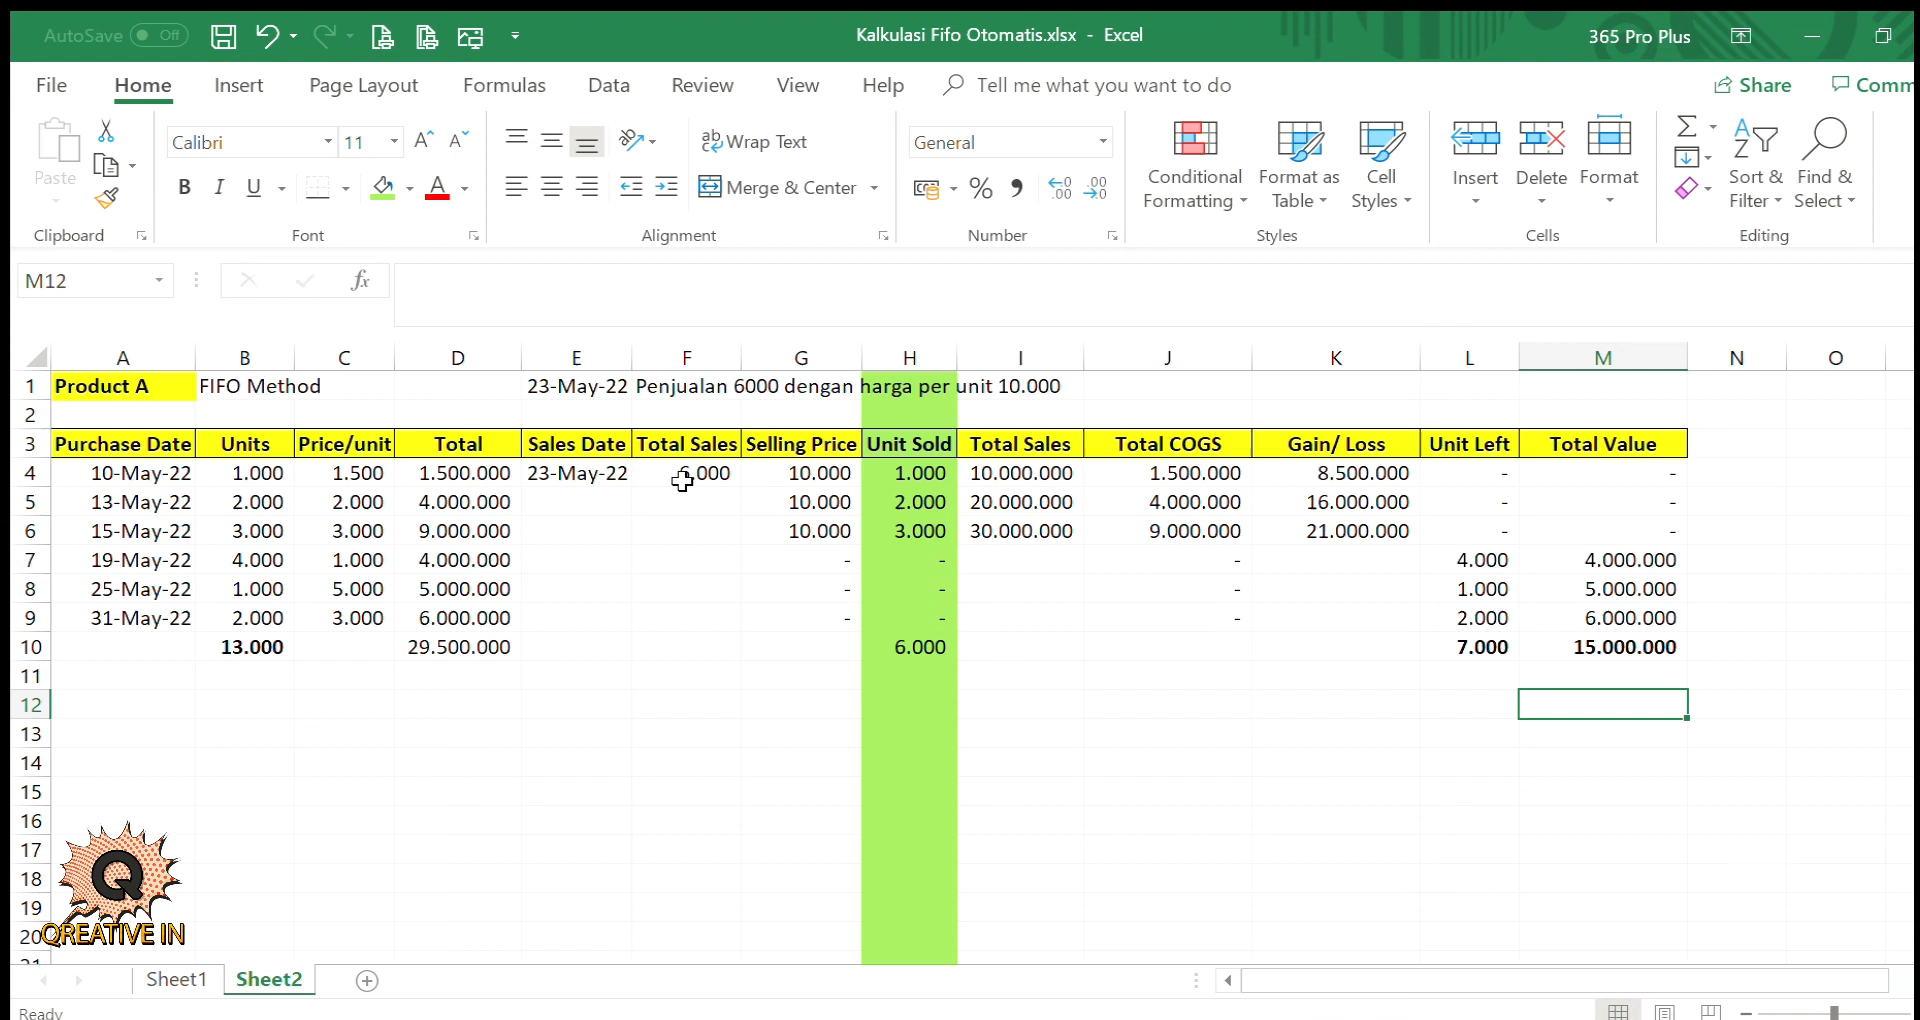 AutoSave Off Kalkulasi Fifo Otomatis.xlsx - Excel 365 Pro Plus
File Home Insert Page Layout Formulas Data Review View Help Tell me what you want to do Share Comm
Calibri 11 ab Wrap Text General
Paste B I U A Merge & Center % Conditional Formatting Format as Table Cell Styles Insert Delete Format Sort & Filter Find & Select
Clipboard Font Alignment Number Styles Cells Editing
M12 fx
A B C D E F G H I J K L M N O
1 Product A FIFO Method 23-May-22 Penjualan 6000 dengan harga per unit 10.000
2
3 Purchase Date Units Price/unit Total Sales Date Total Sales Selling Price Unit Sold Total Sales Total COGS Gain/ Loss Unit Left Total Value
4 10-May-22 1.000 1.500 1.500.000 23-May-22 6.000 10.000 1.000 10.000.000 1.500.000 8.500.000 - -
5 13-May-22 2.000 2.000 4.000.000 10.000 2.000 20.000.000 4.000.000 16.000.000 - -
6 15-May-22 3.000 3.000 9.000.000 10.000 3.000 30.000.000 9.000.000 21.000.000 - -
7 19-May-22 4.000 1.000 4.000.000 - - - 4.000 4.000.000
8 25-May-22 1.000 5.000 5.000.000 - - - 1.000 5.000.000
9 31-May-22 2.000 3.000 6.000.000 - - - 2.000 6.000.000
10 13.000 29.500.000 6.000 7.000 15.000.000
11
12
13
14
15
16
17
18
19
20
21
Q
QREATIVE IN
Sheet1 Sheet2
Ready